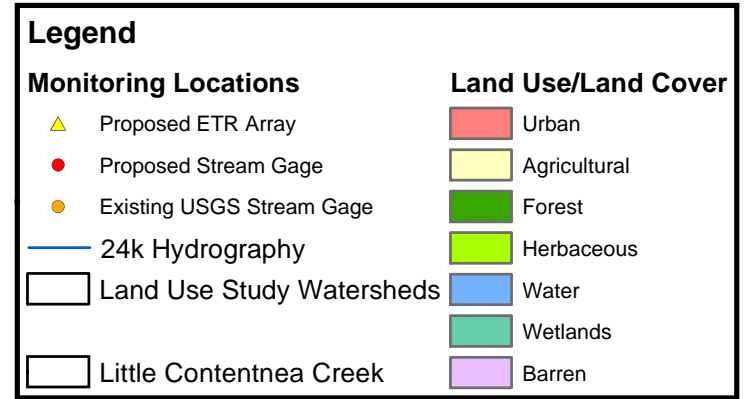 Legend
Monitoring Locations
Proposed ETR Array
Proposed Stream Gage
Existing USGS Stream Gage
24k Hydrography
Land Use Study Watersheds
Little Contentnea Creek
Land Use/Land Cover
Urban
Agricultural
Forest
Herbaceous
Water
Wetlands
Barren